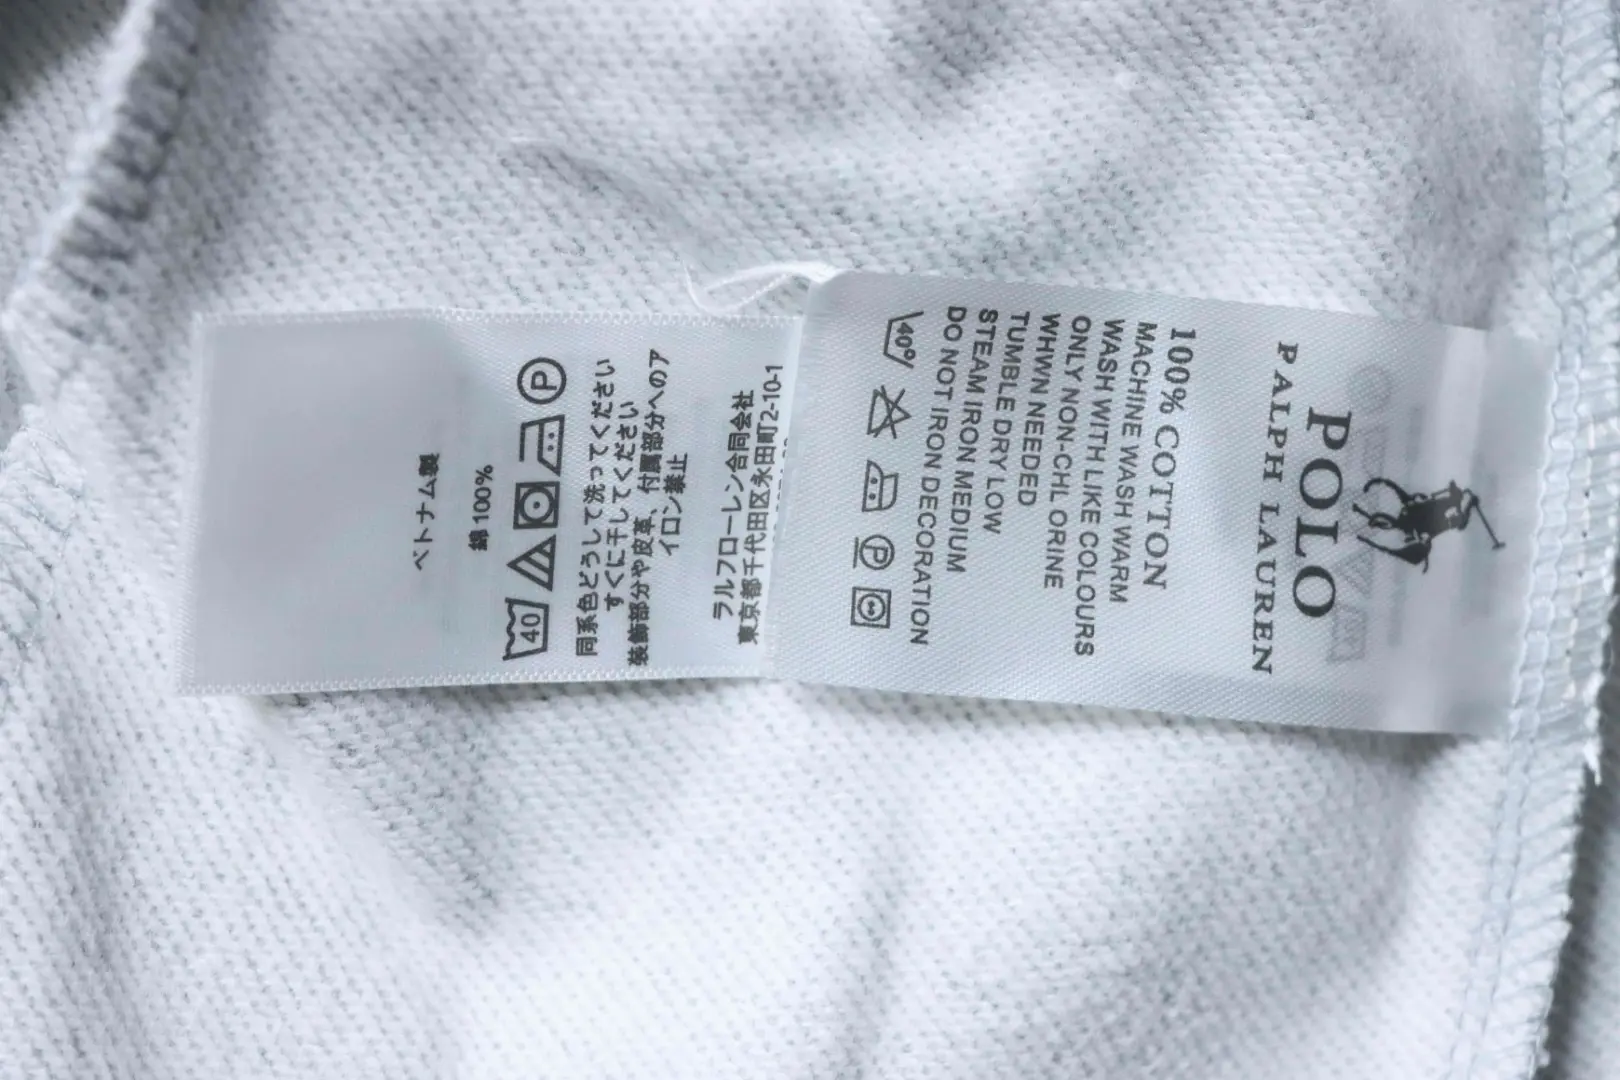 POLO
PALPH LAUREN
100% COTTON
MACHINE WASH WARM
WASH WITH LIKE COLOURS
ONLY NON-CHL ORINE
WHWN NEEDED
TUMBLE DRY LOW
STEAM IRON MEDIUM
DO NOT IRON DECORATION
40°
P
ベトナム製
綿 100%
40 P
同系色どうしで洗ってください
すぐに干してください
装飾部分や皮革、付属部分へのア
イロン禁止
ラルフローレン合同会社
東京都千代田区永田町2-10-1